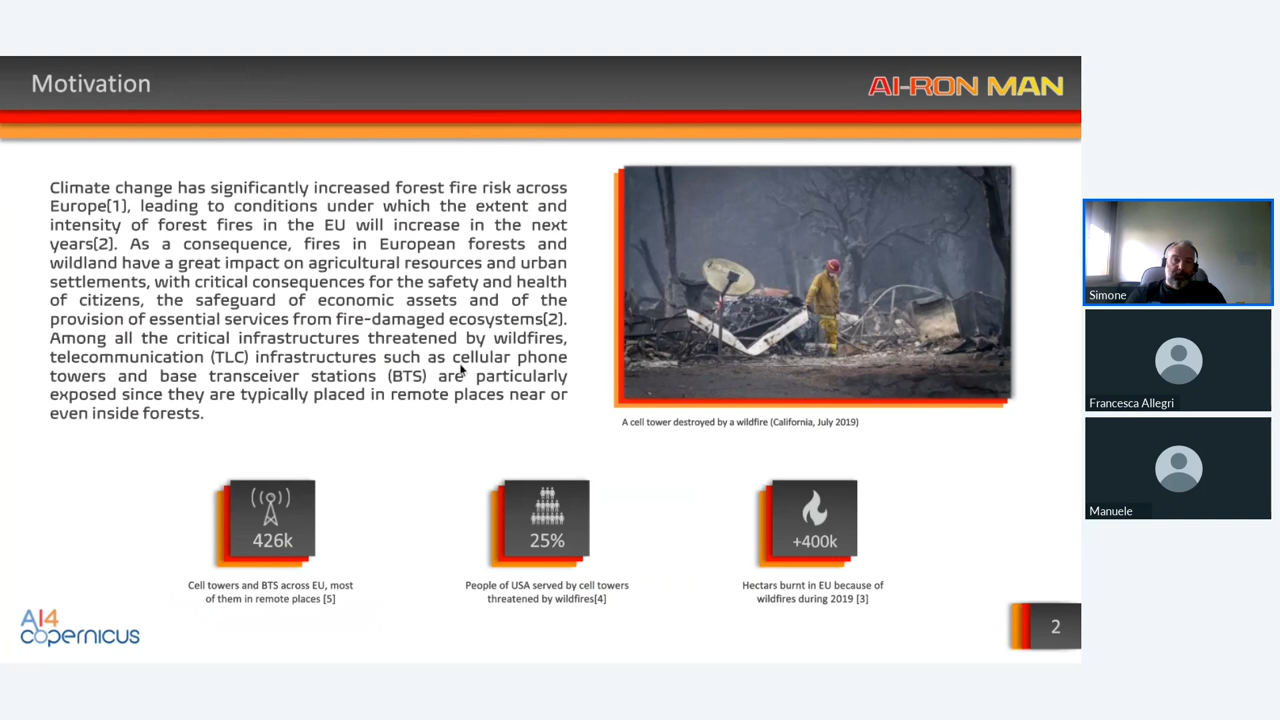 Motivation
AI-RON MAN
Climate change has significantly increased forest fire risk across
Europe[1], leading to conditions under which the extent and
intensity of forest fires in the EU will increase in the next
years[2]. As a consequence, fires in European forests and
wildland have a great impact on agricultural resources and urban
settlements, with critical consequences for the safety and health
of citizens, the safeguard of economic assets and of the
provision of essential services from fire-damaged ecosystems[2].
Among all the critical infrastructures threatened by wildfires,
telecommunication (TLC) infrastructures such as cellular phone
towers and base transceiver stations (BTS) are particularly
exposed since they are typically placed in remote places near or
even inside forests.
A cell tower destroyed by a wildfire (California, July 2019)
426k
Cell towers and BTS across EU, most
of them in remote places [5]
25%
People of USA served by cell towers
threatened by wildfires[4]
+400k
Hectars burnt in EU because of
wildfires during 2019 [3]
AI4
copernicus
2
Simone
Francesca Allegri
Manuele